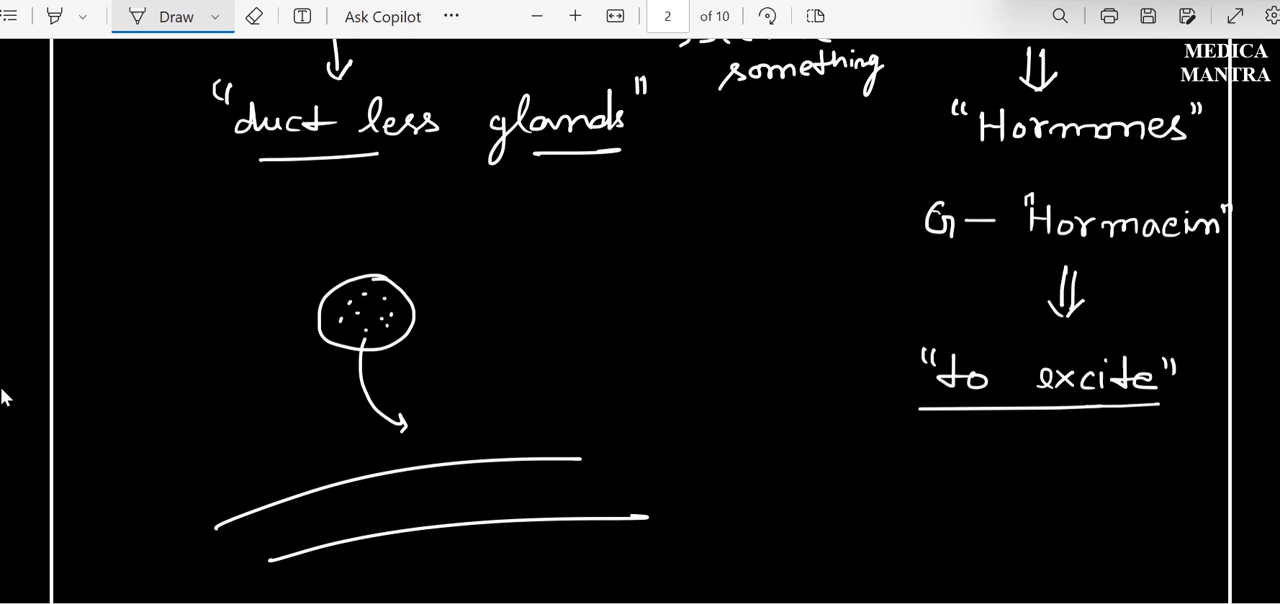 Draw
Ask Copilot
2 of 10
MEDICA
MANTRA
something
"duct less glands"
"Hormones"
G — "Hormacin"
"to excite"